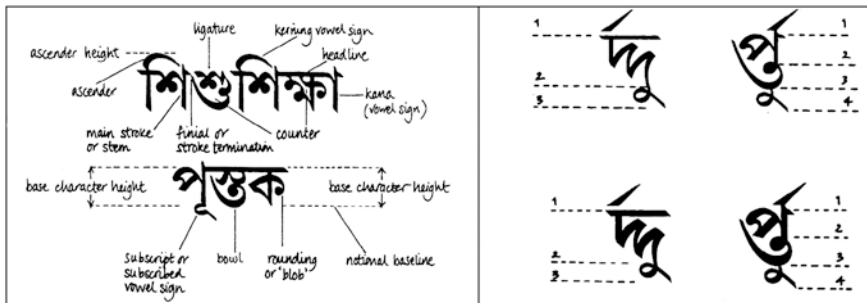 ligature
kerning vowel sign
ascender height
headline
শিশুশিক্ষা
ascender
kana
(vowel sign)
main stroke
or stem
finial or
stroke termination
counter
পূস্তক
base character height
base character height
subscript or
subscribed
vowel sign
bowl
rounding
or 'blob'
notional baseline
1
2
3
1
2
3
4
1
2
3
1
2
3
4